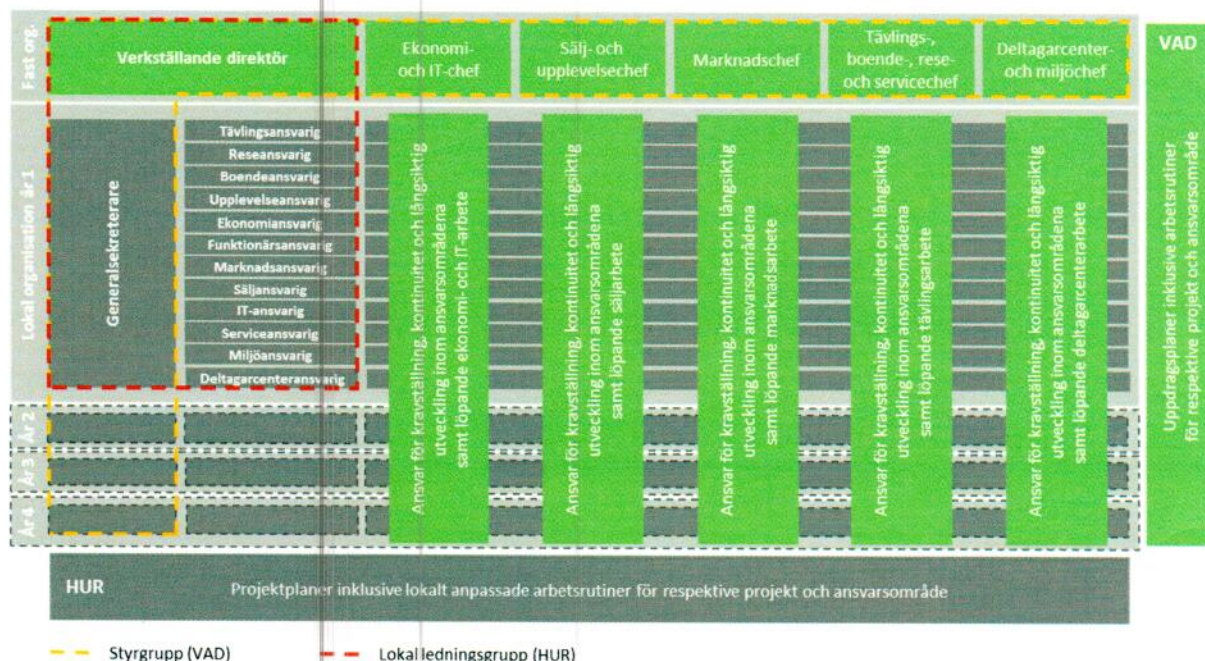 Fast org.
Verkställande direktör
Ekonomi-
och IT-chef
Sälj- och
upplevelsechef
Marknadschef
Tävlings-,
boende-, rese-
och servicechef
Deltagarcenter-
och miljöchef
VAD
Uppdragsplaner inklusive arbetsrutiner
för respektive projekt och ansvarsområde
Lokal organisation år 1
Generalsekreterare
Tävlingsansvarig
Reseansvarig
Boendeansvarig
Upplevelseansvarig
Ekonomiansvarig
Funktionärsansvarig
Marknadsansvarig
Säljansvarig
IT-ansvarig
Serviceansvarig
Miljöansvarig
Deltagarcenteransvarig
Ansvar för kravställning, kontinuitet och långsiktig
utveckling inom ansvarsområdena
samt löpande ekonomi- och IT-arbete
Ansvar för kravställning, kontinuitet och långsiktig
utveckling inom ansvarsområdena
samt löpande säljarbete
Ansvar för kravställning, kontinuitet och långsiktig
utveckling inom ansvarsområdena
samt löpande marknadsarbete
Ansvar för kravställning, kontinuitet och långsiktig
utveckling inom ansvarsområdena
samt löpande tävlingsarbete
Ansvar för kravställning, kontinuitet och långsiktig
utveckling inom ansvarsområdena
samt löpande deltagarcenterarbete
År 2
År 3
År 4
HUR
Projektplaner inklusive lokalt anpassade arbetsrutiner för respektive projekt och ansvarsområde
Styrgrupp (VAD)
Lokal ledningsgrupp (HUR)